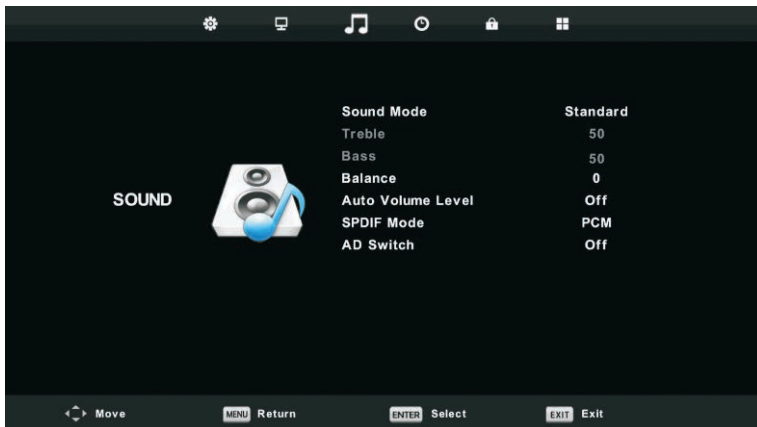 Sound Mode Standard
Treble 50
Bass 50
Balance 0
SOUND
Auto Volume Level Off
SPDIF Mode PCM
AD Switch Off
Move MENU Return ENTER Select EXIT Exit